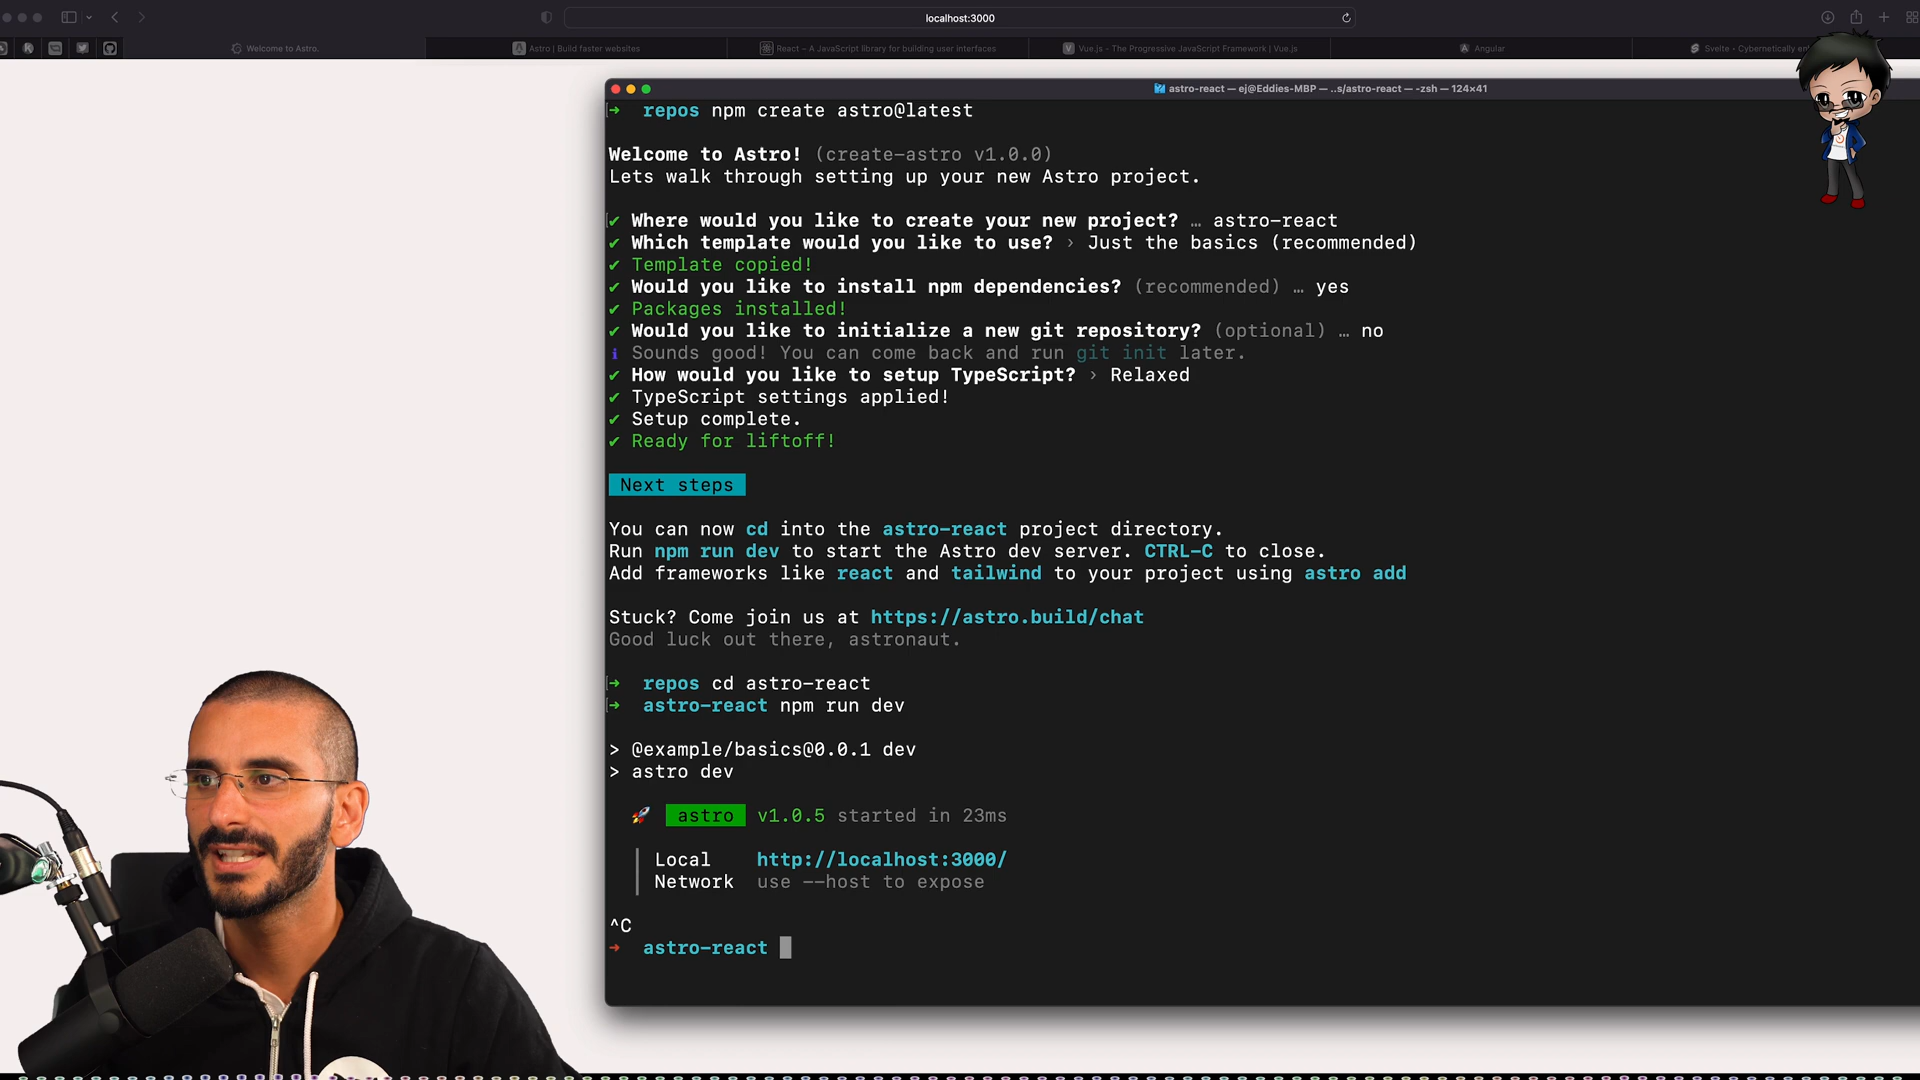 localhost:3000
Welcome to Astro.
Astro | Build faster websites
React – A JavaScript library for building user interfaces
Vue.js - The Progressive JavaScript Framework | Vue.js
Angular
Svelte • Cybernetically
astro-react — ej@Eddies-MBP — ..s/astro-react — -zsh — 124×41
➜ repos npm create astro@latest
Welcome to Astro! (create-astro v1.0.0)
Lets walk through setting up your new Astro project.
✔ Where would you like to create your new project? … astro-react
✔ Which template would you like to use? › Just the basics (recommended)
✔ Template copied!
✔ Would you like to install npm dependencies? (recommended) … yes
✔ Packages installed!
✔ Would you like to initialize a new git repository? (optional) … no
ℹ Sounds good! You can come back and run git init later.
✔ How would you like to setup TypeScript? › Relaxed
✔ TypeScript settings applied!
✔ Setup complete.
✔ Ready for liftoff!
Next steps
You can now cd into the astro-react project directory.
Run npm run dev to start the Astro dev server. CTRL-C to close.
Add frameworks like react and tailwind to your project using astro add
Stuck? Come join us at https://astro.build/chat
Good luck out there, astronaut.
➜ repos cd astro-react
➜ astro-react npm run dev
> @example/basics@0.0.1 dev
> astro dev
🚀 astro v1.0.5 started in 23ms
Local http://localhost:3000/
Network use --host to expose
^C
➜ astro-react